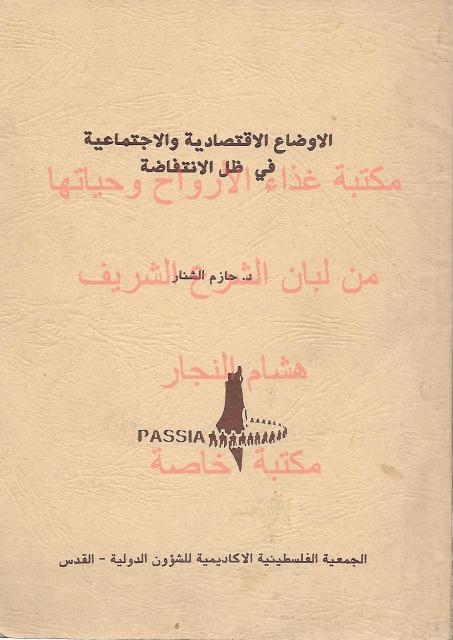 الاوضاع الاقتصادية والاجتماعية
في ظل الانتفاضة
مكتبة غذاء الأرواح وحياتها
د. حازم الشنار
من لبان الشرع الشريف
هشام النجار
PASSIA
مكتبة خاصة
الجمعية الفلسطينية الاكاديمية للشؤون الدولية - القدس